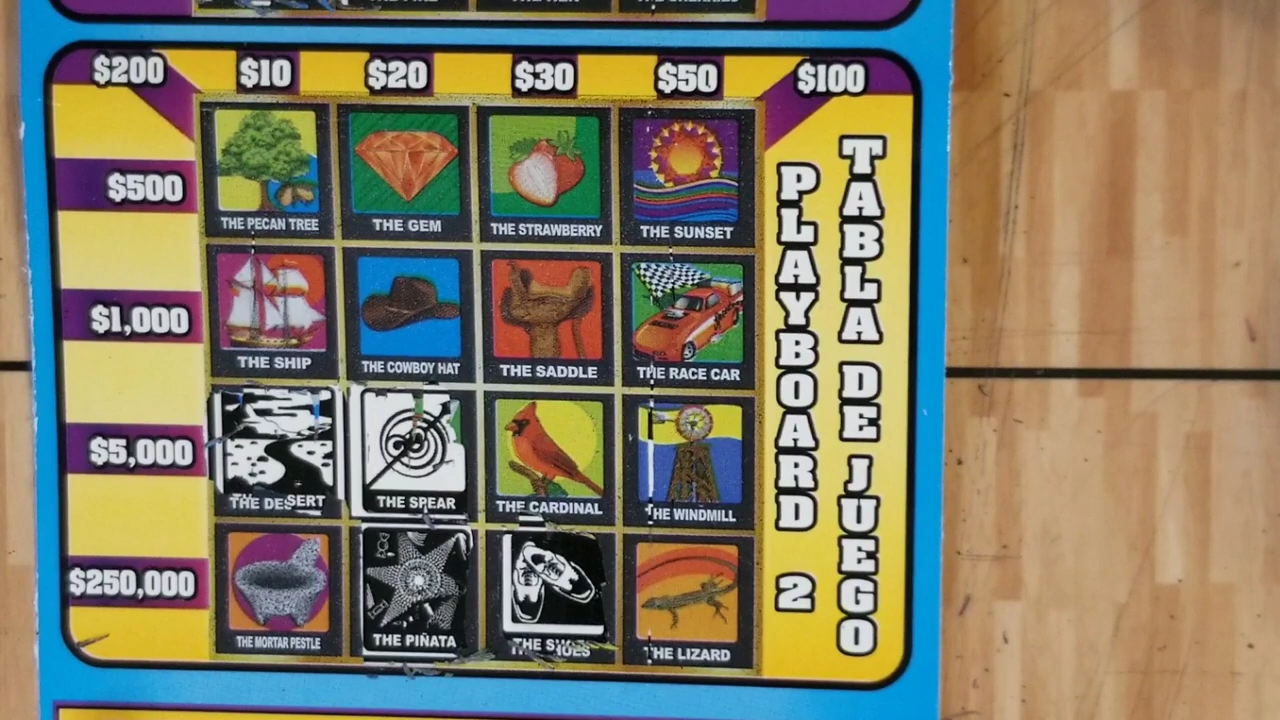 $200 $10 $20 $30 $50 $100
THE PECAN TREE THE GEM THE STRAWBERRY THE SUNSET
$500
THE SHIP THE COWBOY HAT THE SADDLE THE RACE CAR
$1,000
THE DESERT THE SPEAR THE CARDINAL THE WINDMILL
$5,000
THE MORTAR PESTLE THE PIÑATA THE SHOES THE LIZARD
$250,000
PLAYBOARD 2
TABLA DE JUEGO